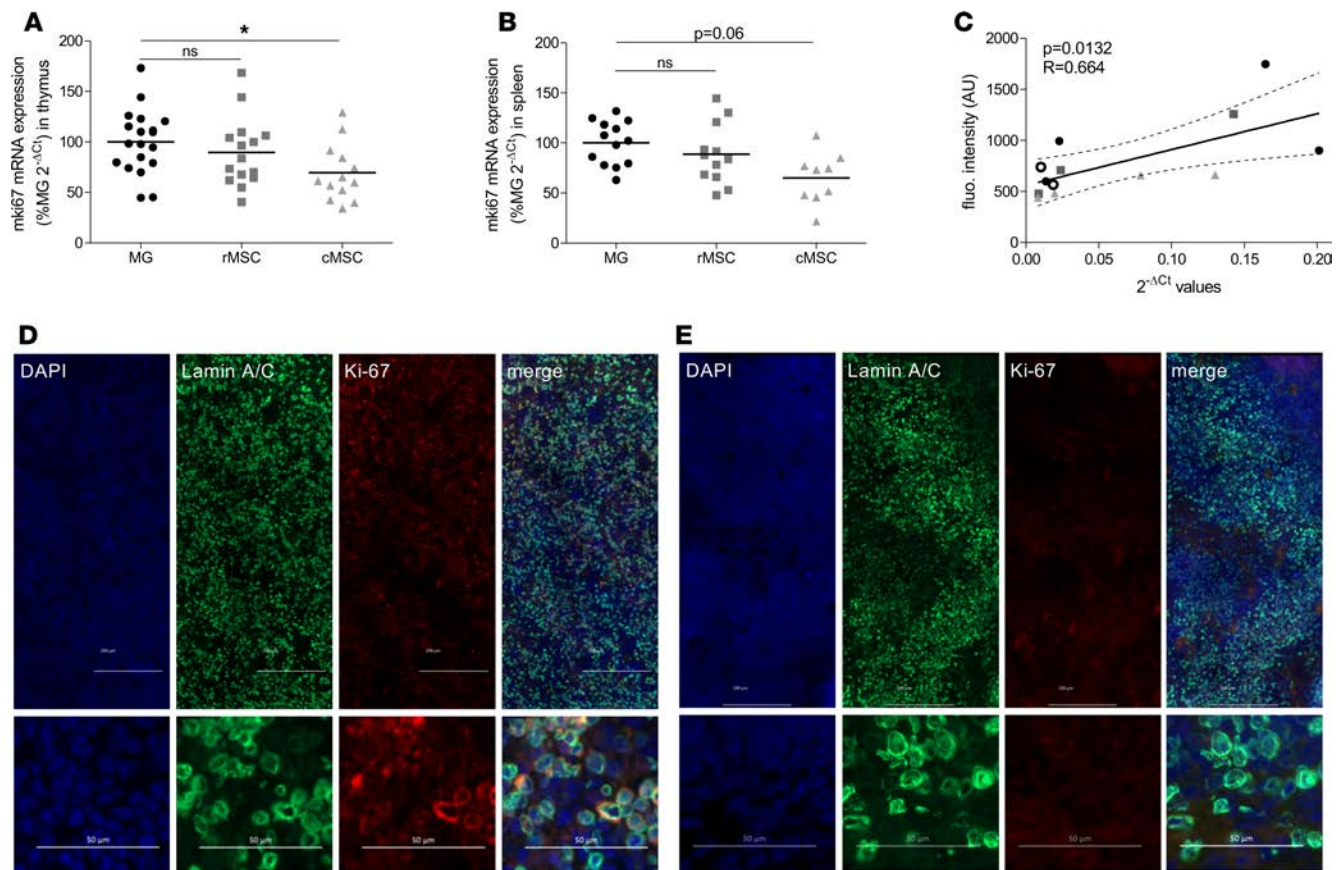 A
mki67 mRNA expression
(%MG 2^-ΔCt) in thymus
200
150
100
50
0
*
ns
MG rMSC cMSC
B
mki67 mRNA expression
(%MG 2^-ΔCt) in spleen
200
150
100
50
0
p=0.06
ns
MG rMSC cMSC
C
fluo. intensity (AU)
2000
1500
1000
500
0
p=0.0132
R=0.664
0.00 0.05 0.10 0.15 0.20
2^-ΔCt values
D
DAPI Lamin A/C Ki-67 merge
50 µm 50 µm 50 µm 50 µm
E
DAPI Lamin A/C Ki-67 merge
50 µm 50 µm 50 µm 50 µm